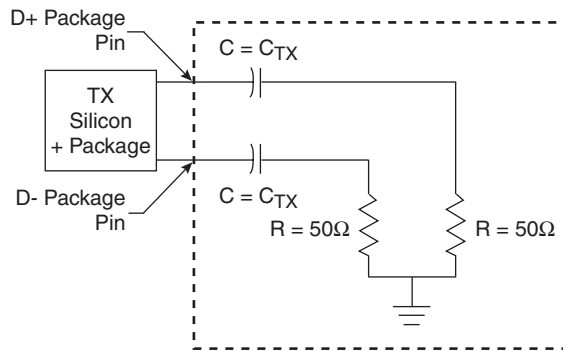 D+ Package
Pin
C = CTX
TX
Silicon
+ Package
D- Package
Pin
C = CTX
R = 50Ω
R = 50Ω